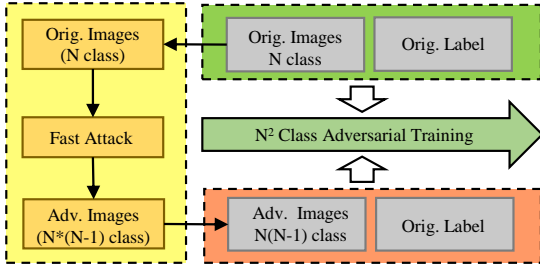 Orig. Images
(N class)
Fast Attack
Adv. Images
(N*(N-1) class)
Orig. Images
N class
Orig. Label
N² Class Adversarial Training
Adv. Images
N(N-1) class
Orig. Label